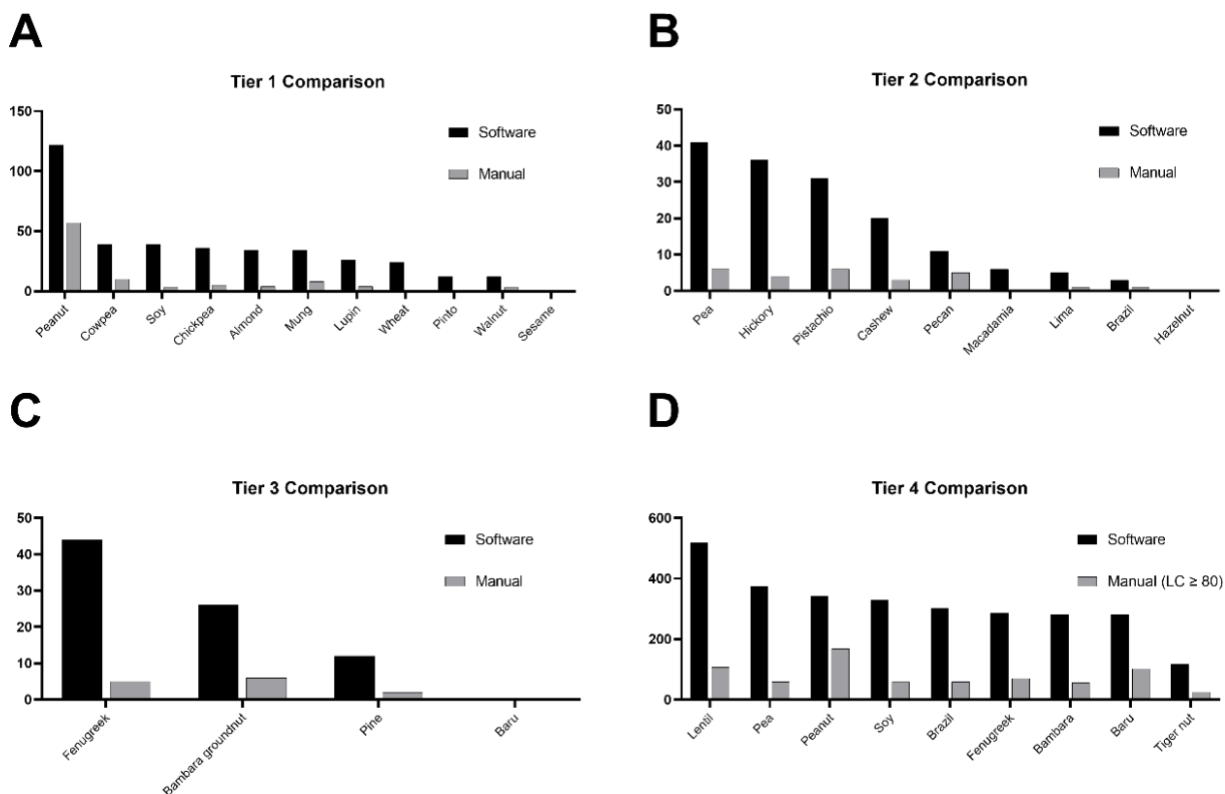 A
Tier 1 Comparison
150
100
50
0
Software
Manual
Peanut
Cowpea
Soy
Chickpea
Almond
Mung
Lupin
Wheat
Pinto
Walnut
Sesame
B
Tier 2 Comparison
50
40
30
20
10
0
Software
Manual
Pea
Hickory
Pistachio
Cashew
Pecan
Macadamia
Lima
Brazil
Hazelnut
C
Tier 3 Comparison
50
40
30
20
10
0
Software
Manual
Fenugreek
Bambara groundnut
Pine
Baru
D
Tier 4 Comparison
600
400
200
0
Software
Manual (LC ≥ 80)
Lentil
Pea
Peanut
Soy
Brazil
Fenugreek
Bambara
Baru
Tiger nut